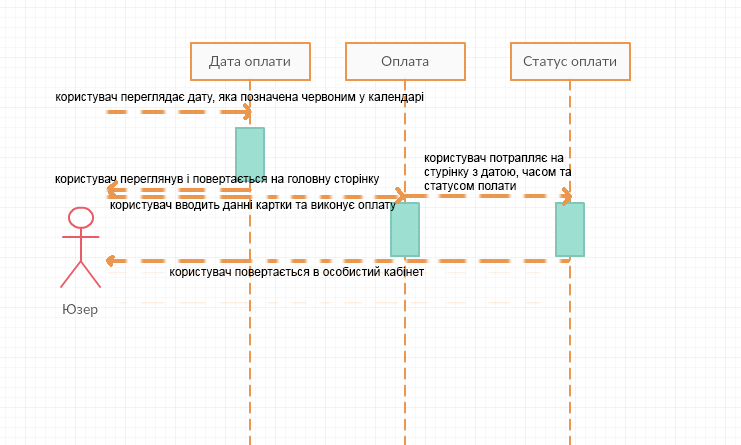 Дата оплати
Оплата
Статус оплати
користувач переглядає дату, яка позначена червоним у календарі
користувач потрапляє на
стурінку з датою, часом та
статусом полати
користувач переглянув і повертається на головну сторінку
користувач вводить данні картки та виконує оплату
користувач повертається в особистий кабінет
Юзер